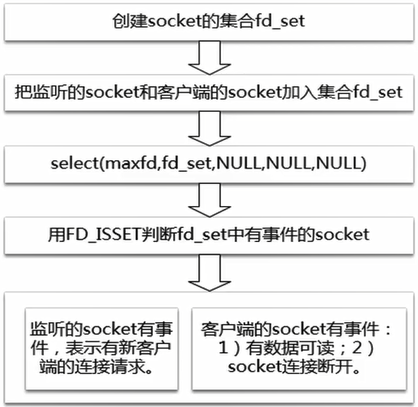 创建socket的集合fd_set
把监听的socket和客户端的socket加入集合fd_set
select(maxfd,fd_set,NULL,NULL,NULL)
用FD_ISSET判断fd_set中有事件的socket
监听的socket有事
件，表示有新客户
端的连接请求。
客户端的socket有事件：
1）有数据可读；2）
socket连接断开。